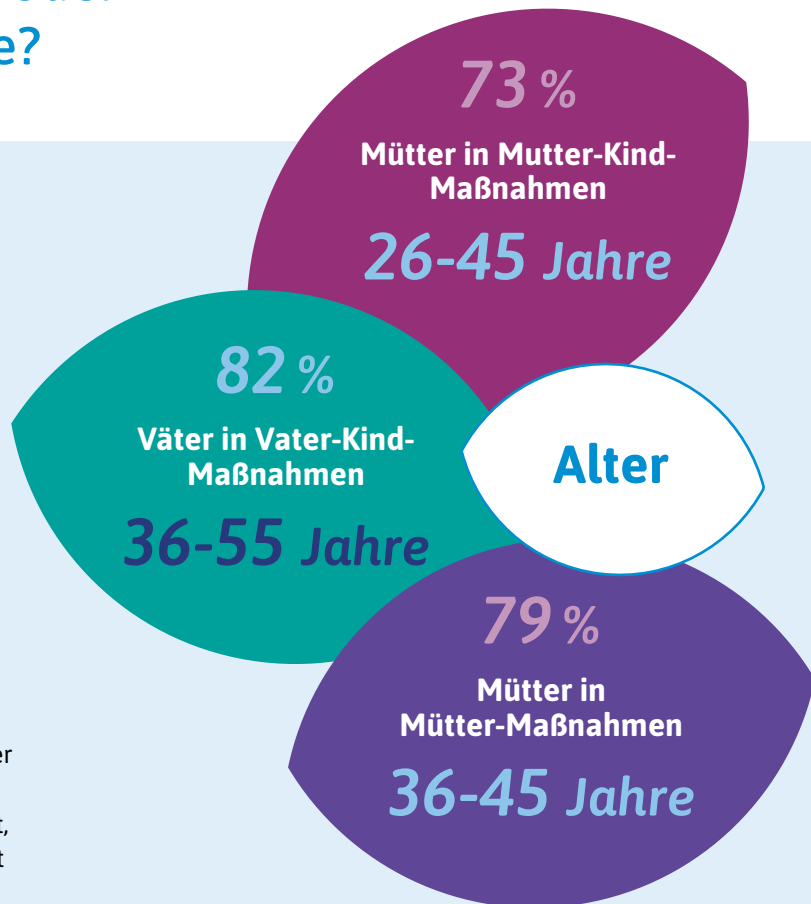 e?
73 %
Mütter in Mutter-Kind-
Maßnahmen
26-45 Jahre
82 %
Väter in Vater-Kind-
Maßnahmen
36-55 Jahre
Alter
79 %
Mütter in
Mütter-Maßnahmen
36-45 Jahre
er
t,
t